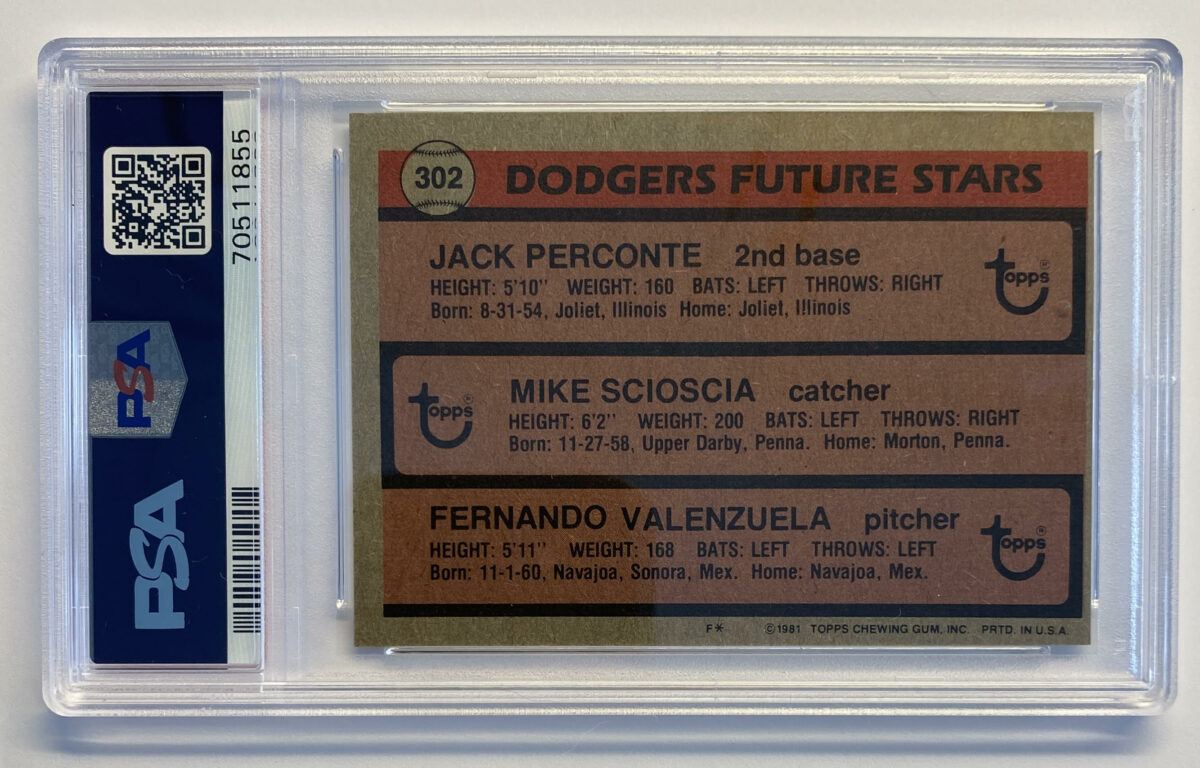 PSA
PSA
70511855
302
DODGERS FUTURE STARS
JACK PERCONTE 2nd base
HEIGHT: 5'10" WEIGHT: 160 BATS: LEFT THROWS: RIGHT
Born: 8-31-54, Joliet, Illinois Home: Joliet, Illinois
topps®
MIKE SCIOSCIA catcher
HEIGHT: 6'2" WEIGHT: 200 BATS: LEFT THROWS: RIGHT
Born: 11-27-58, Upper Darby, Penna. Home: Morton, Penna.
topps®
FERNANDO VALENZUELA pitcher
HEIGHT: 5'11" WEIGHT: 168 BATS: LEFT THROWS: LEFT
Born: 11-1-60, Navajoa, Sonora, Mex. Home: Navajoa, Mex.
topps®
F* ©1981 TOPPS CHEWING GUM, INC. PRTD. IN U.S.A.